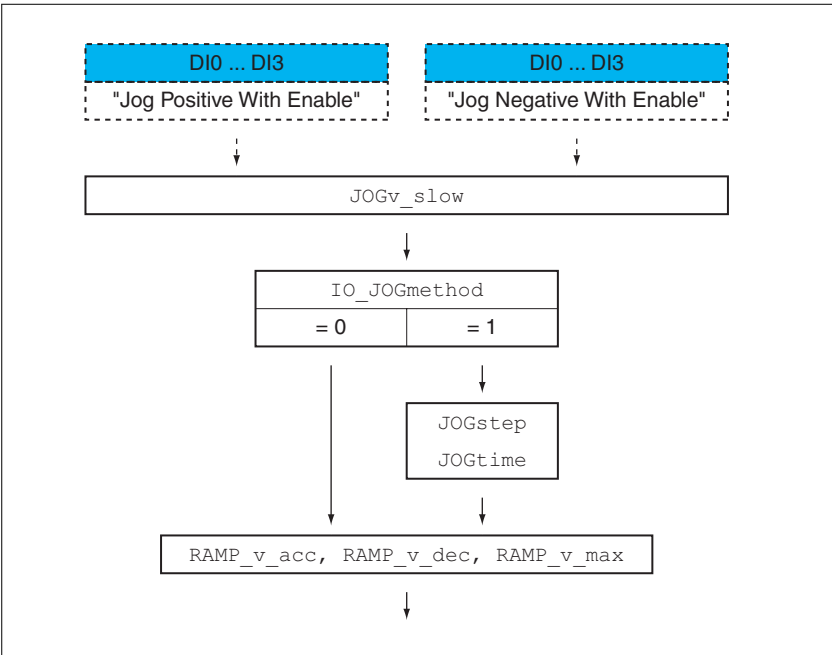 DI0 ... DI3
DI0 ... DI3
"Jog Positive With Enable"
"Jog Negative With Enable"
JOGv_slow
IO_JOGmethod
= 0
= 1
JOGstep
JOGtime
RAMP_v_acc, RAMP_v_dec, RAMP_v_max